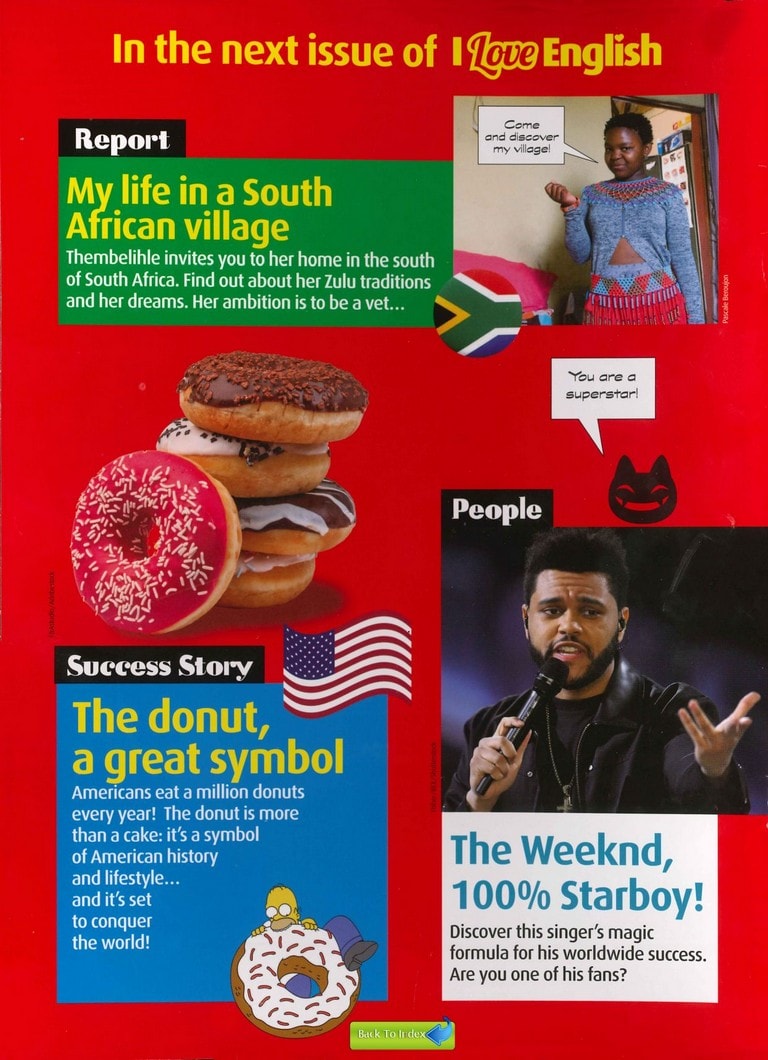 In the next issue of I Love English
Report
My life in a South
African village
Thembelihle invites you to her home in the south
of South Africa. Find out about her Zulu traditions
and her dreams. Her ambition is to be a vet...
Come
and discover
my village!
Pascale Bérouján
You are a
superstar!
People
Success Story
The donut,
a great symbol
Americans eat a million donuts
every year! The donut is more
than a cake: it's a symbol
of American history
and lifestyle...
and it's set
to conquer
the world!
The Weeknd,
100% Starboy!
Discover this singer's magic
formula for his worldwide success.
Are you one of his fans?
Back To Index